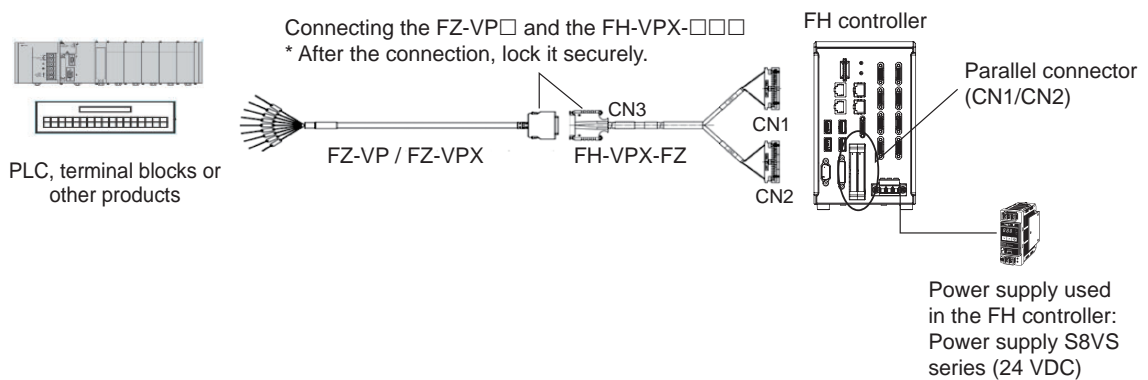 Connecting the FZ-VP□ and the FH-VPX-□□□
* After the connection, lock it securely.
FH controller
Parallel connector
(CN1/CN2)
CN3
CN1
FZ-VP / FZ-VPX
FH-VPX-FZ
CN2
PLC, terminal blocks or
other products
Power supply used
in the FH controller:
Power supply S8VS
series (24 VDC)